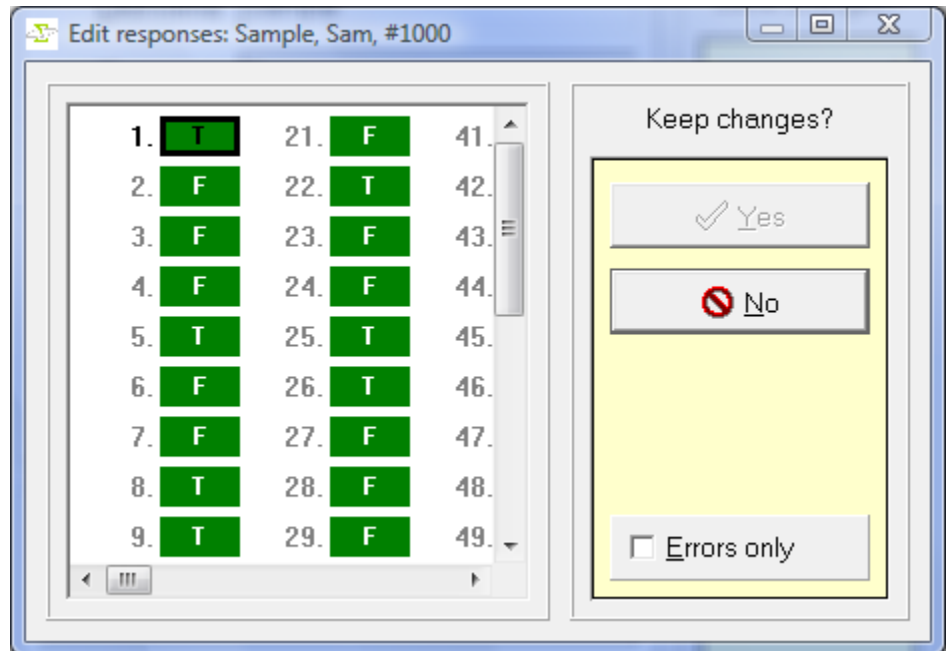 Edit responses: Sample, Sam, #1000
Keep changes?
1. T 21. F 41.
2. F 22. T 42.
3. F 23. F 43.
4. F 24. F 44.
5. T 25. T 45.
6. F 26. T 46.
7. F 27. F 47.
8. T 28. F 48.
9. T 29. F 49.
Yes
No
Errors only